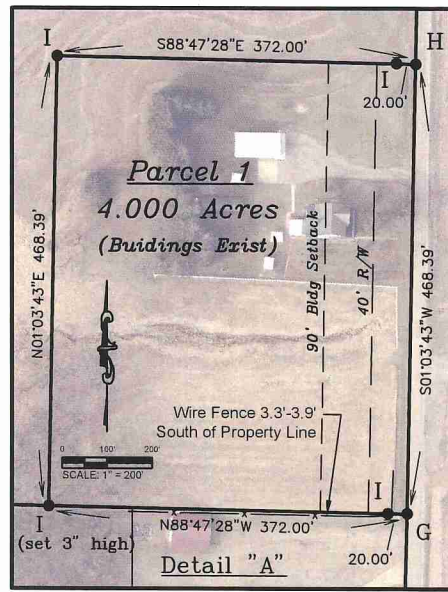 I
S88°47'28"E 372.00'
H
I
20.00'
Parcel 1
4.000 Acres
(Buidings Exist)
N01°03'43"E 468.39'
90' Bldg Setback
40' R/W
S01°03'43"W 468.39'
Wire Fence 3.3'-3.9'
South of Property Line
0 100' 200'
SCALE: 1" = 200'
I
I
N88°47'28"W 372.00'
G
(set 3" high)
20.00'
Detail "A"